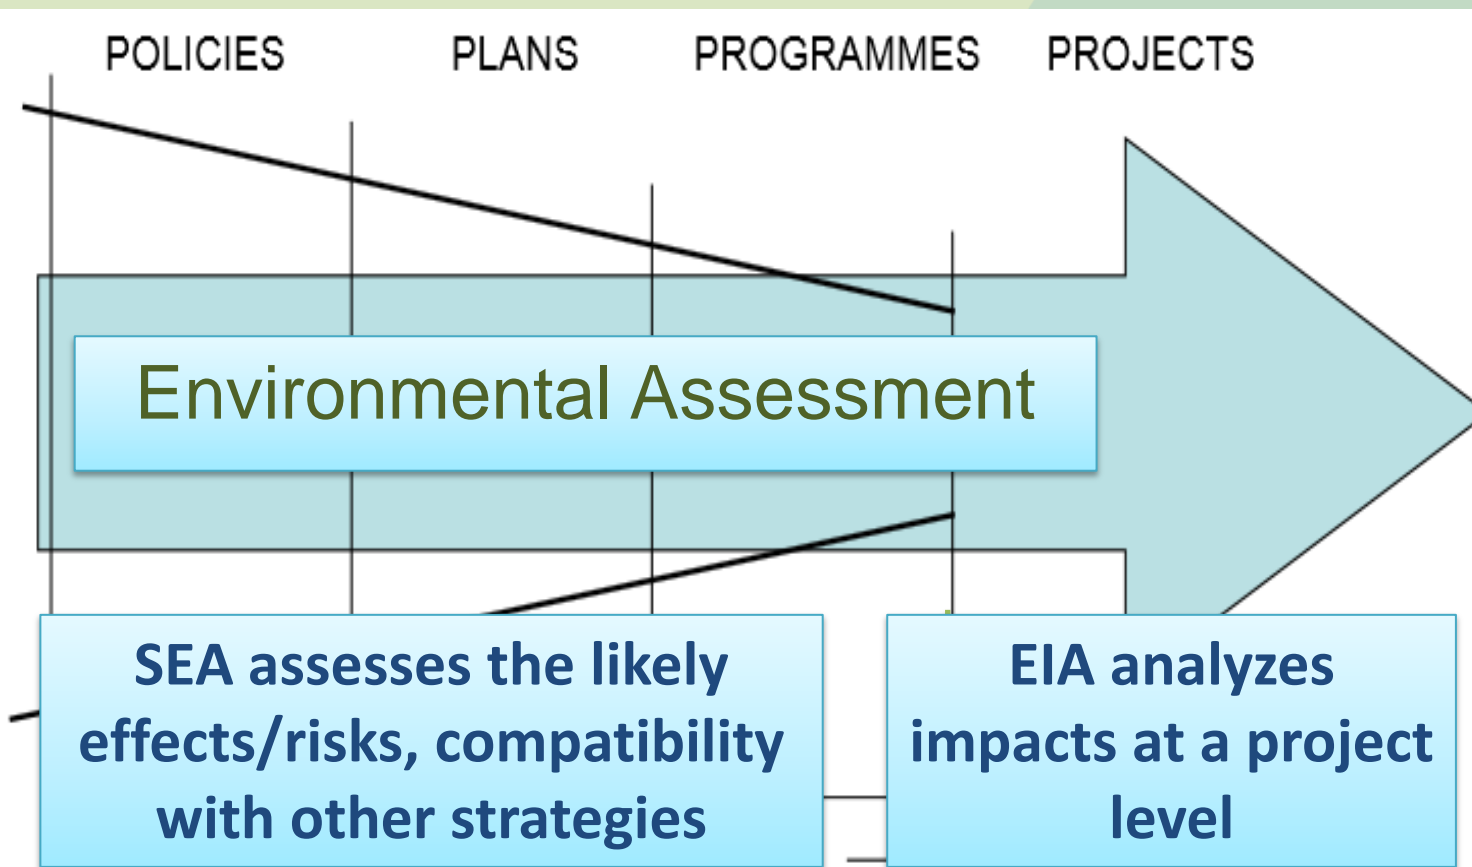 POLICIES PLANS PROGRAMMES PROJECTS
Environmental Assessment
SEA assesses the likely
effects/risks, compatibility
with other strategies
EIA analyzes
impacts at a project
level